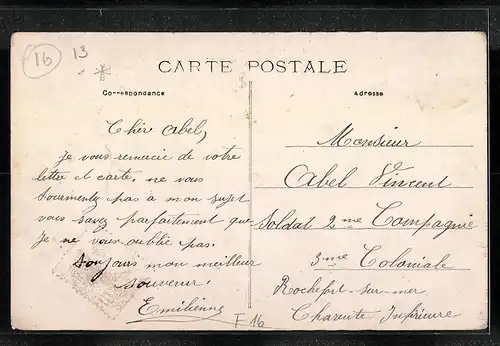 16
13
*
CARTE POSTALE
Correspondance
Adresse
Chèr Abel,
Je vous remercie de votre
lettre et carte, ne vous
tourmentez pas à mon sujet
vous savez parfaitement que
Je ne vous oublie pas.
Toujours mon meilleur
souvenir.
Emilienne
Monsieur
Abel Vincent
Soldat 2me Compagnie
3me Coloniale
Rochefort-sur-mer
Charente Inférieure
F 16